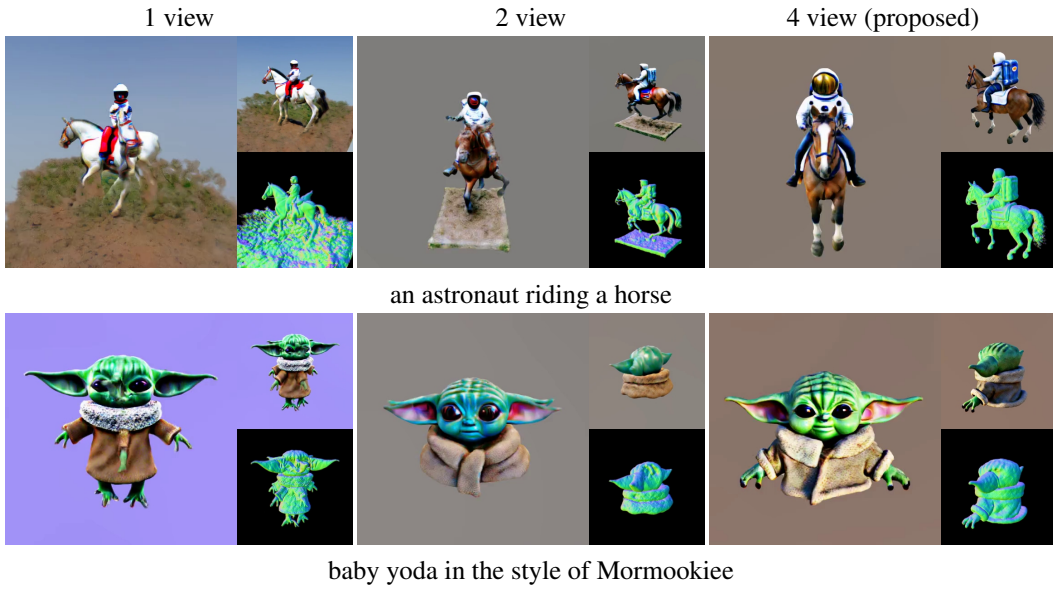 1 view
2 view
4 view (proposed)
an astronaut riding a horse
baby yoda in the style of Mormookiee